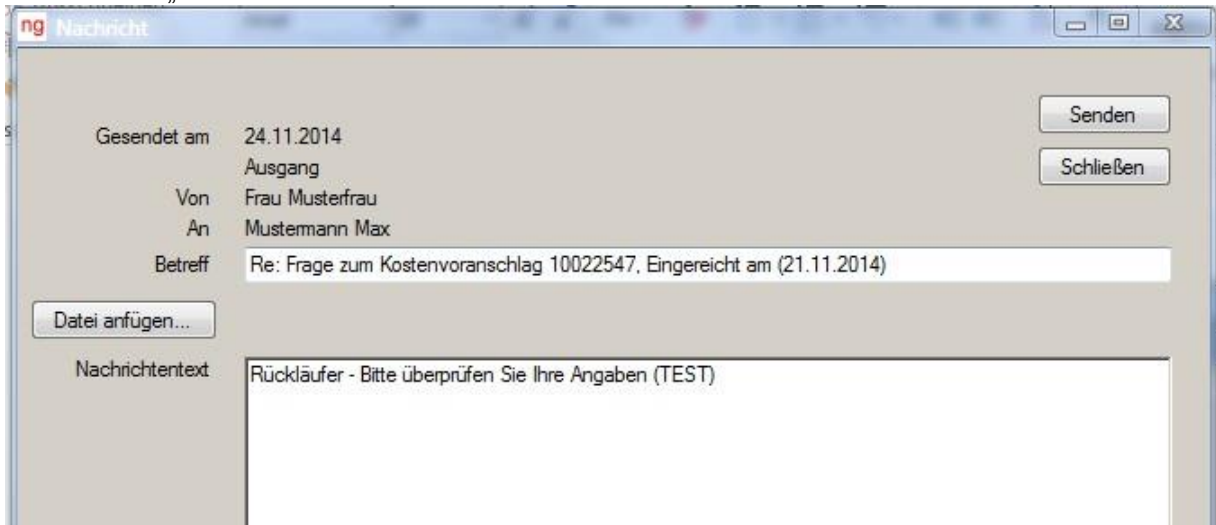 ng Nachricht
Senden
Gesendet am 24.11.2014
Ausgang
Schließen
Von Frau Musterfrau
An Mustermann Max
Betreff Re: Frage zum Kostenvoranschlag 10022547, Eingereicht am (21.11.2014)
Datei anfügen...
Nachrichtentext Rückläufer - Bitte überprüfen Sie Ihre Angaben (TEST)